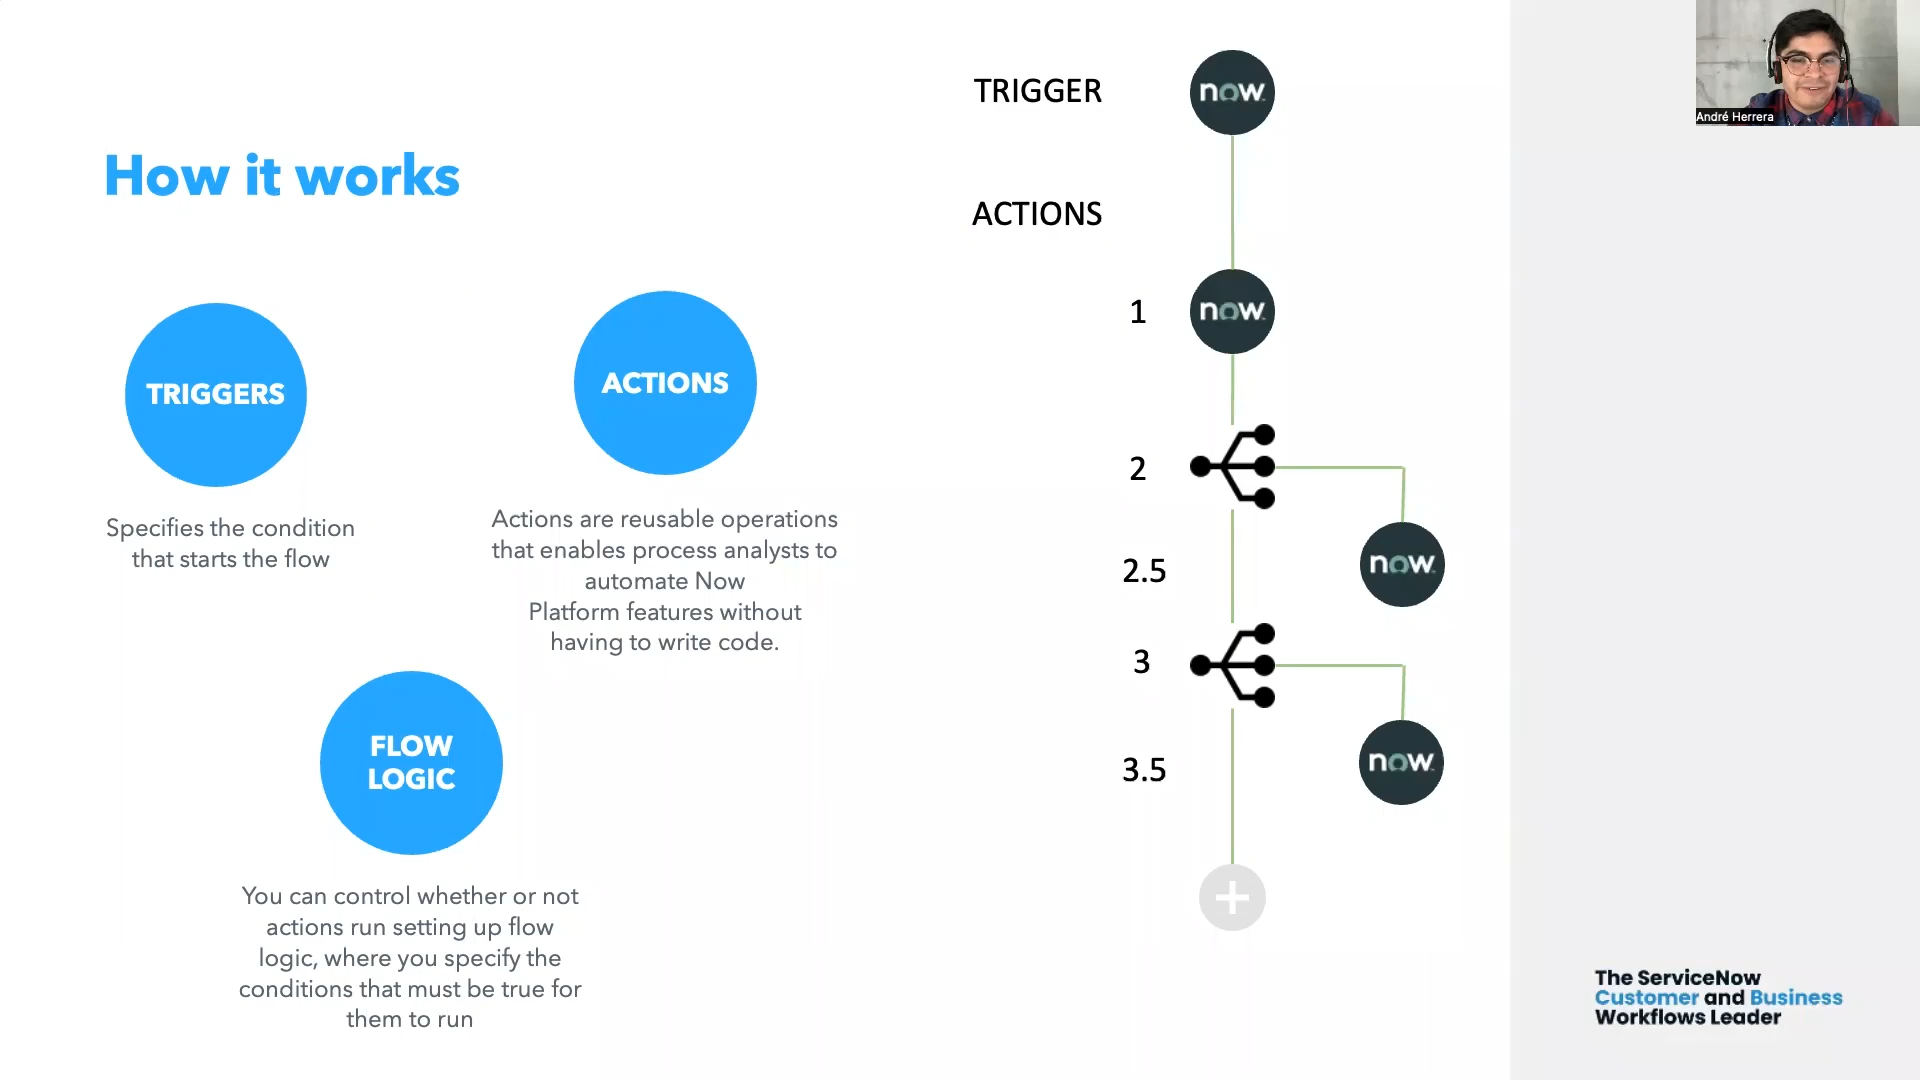 How it works
TRIGGERS
Specifies the condition
that starts the flow
ACTIONS
Actions are reusable operations
that enables process analysts to
automate Now
Platform features without
having to write code.
FLOW
LOGIC
You can control whether or not
actions run setting up flow
logic, where you specify the
conditions that must be true for
them to run
TRIGGER
now
ACTIONS
1
now
2
2.5
now
3
3.5
now
+
André Herrera
The ServiceNow
Customer and Business
Workflows Leader